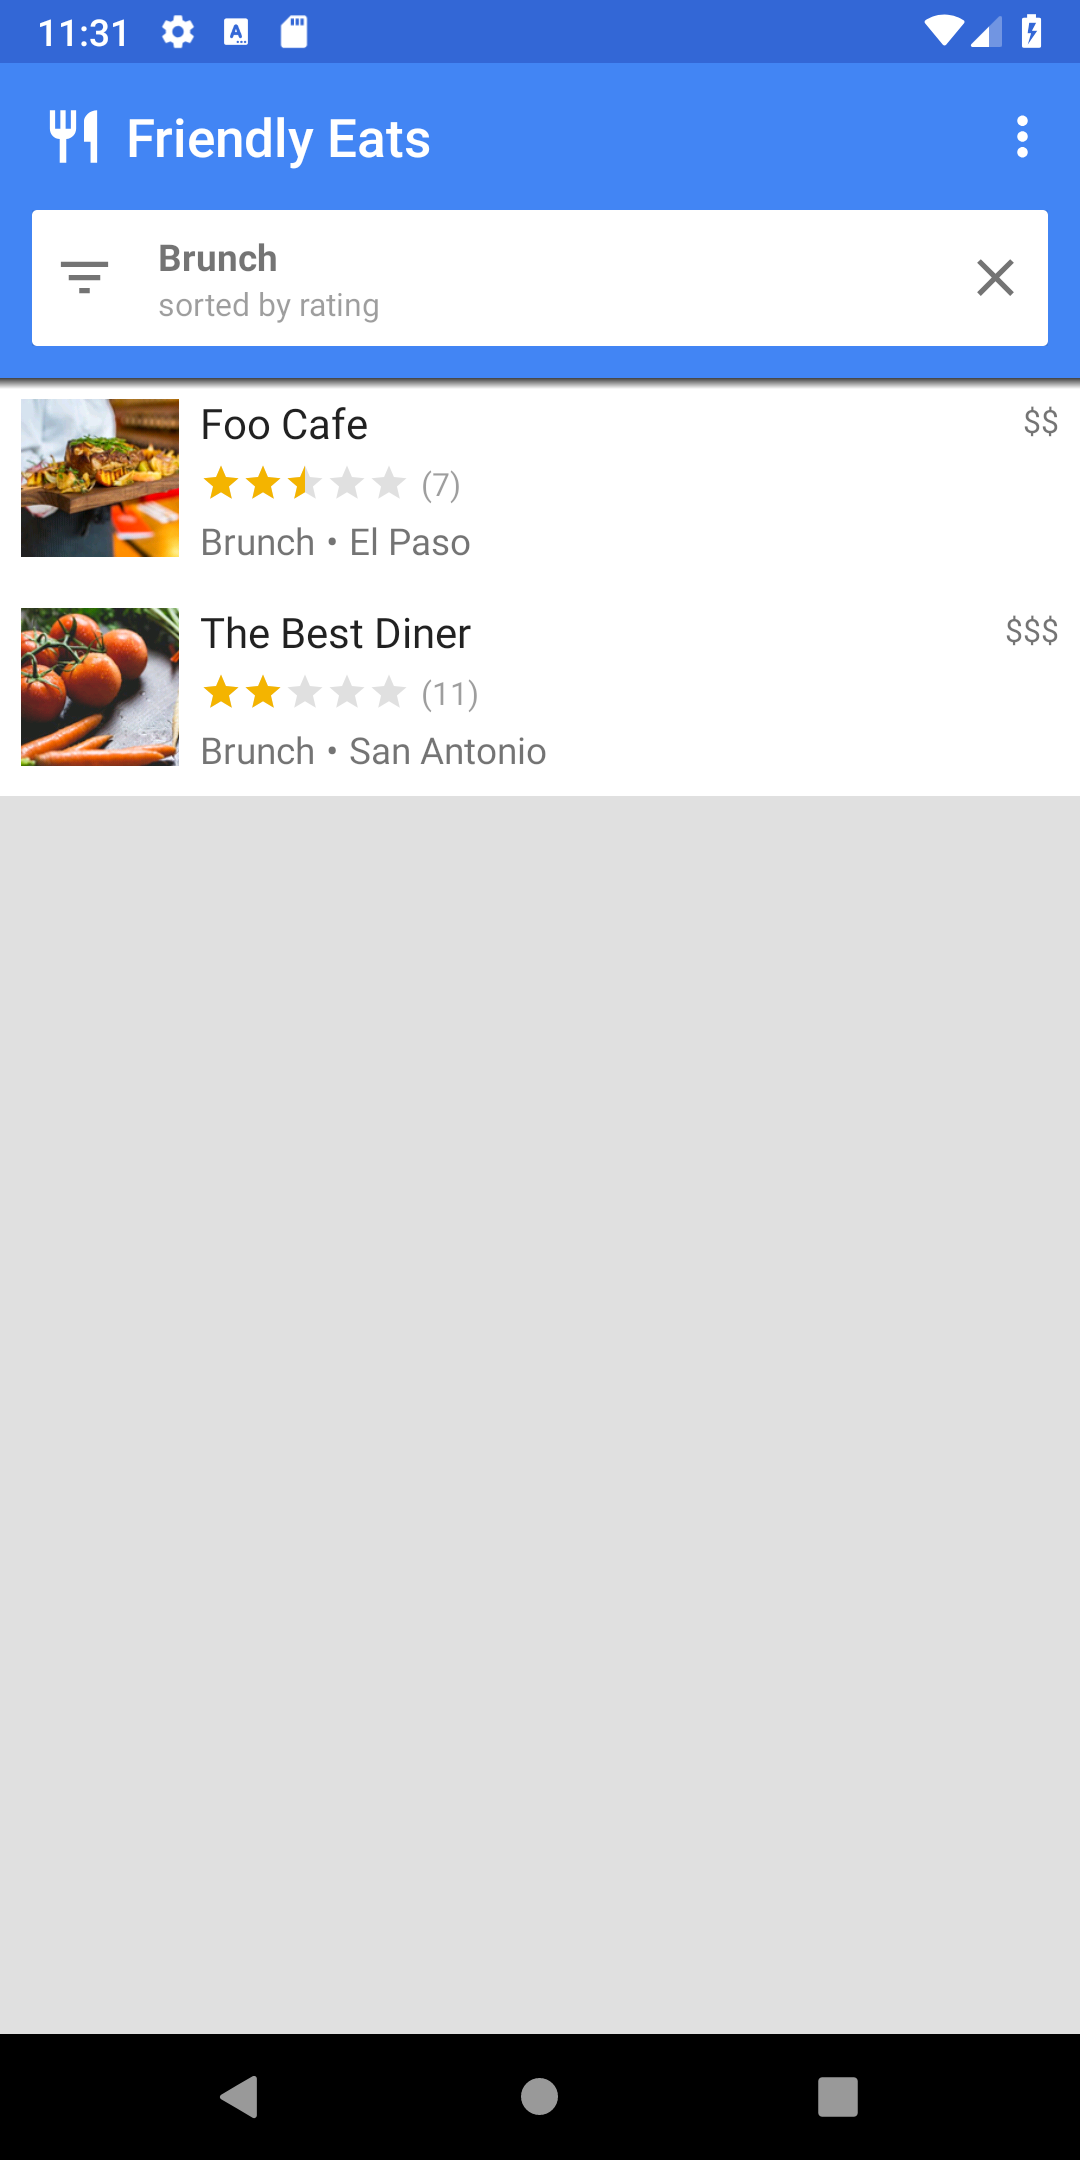 11:31
Friendly Eats
Brunch
sorted by rating
Foo Cafe
$$
(7)
Brunch • El Paso
The Best Diner
$$$
(11)
Brunch • San Antonio